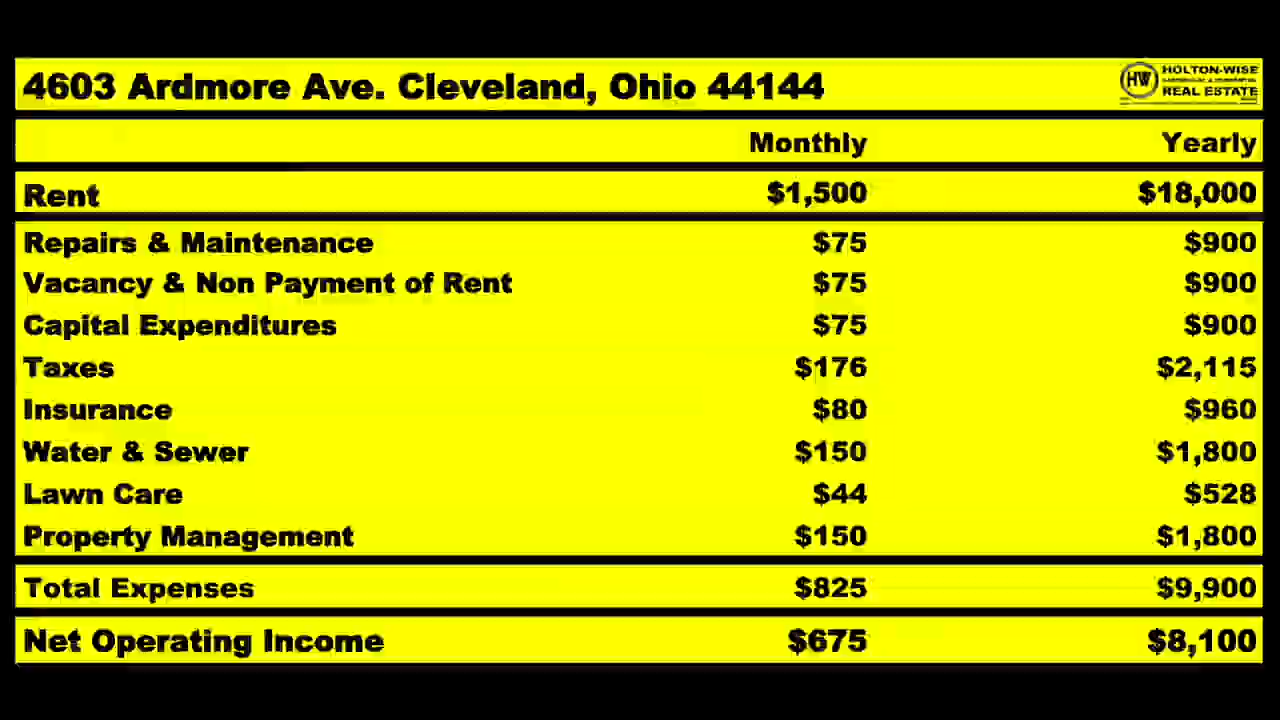 4603 Ardmore Ave. Cleveland, Ohio 44144
HW
HOLTON-WISE
REAL ESTATE
Monthly Yearly
Rent $1,500 $18,000
Repairs & Maintenance $75 $900
Vacancy & Non Payment of Rent $75 $900
Capital Expenditures $75 $900
Taxes $176 $2,115
Insurance $80 $960
Water & Sewer $150 $1,800
Lawn Care $44 $528
Property Management $150 $1,800
Total Expenses $825 $9,900
Net Operating Income $675 $8,100